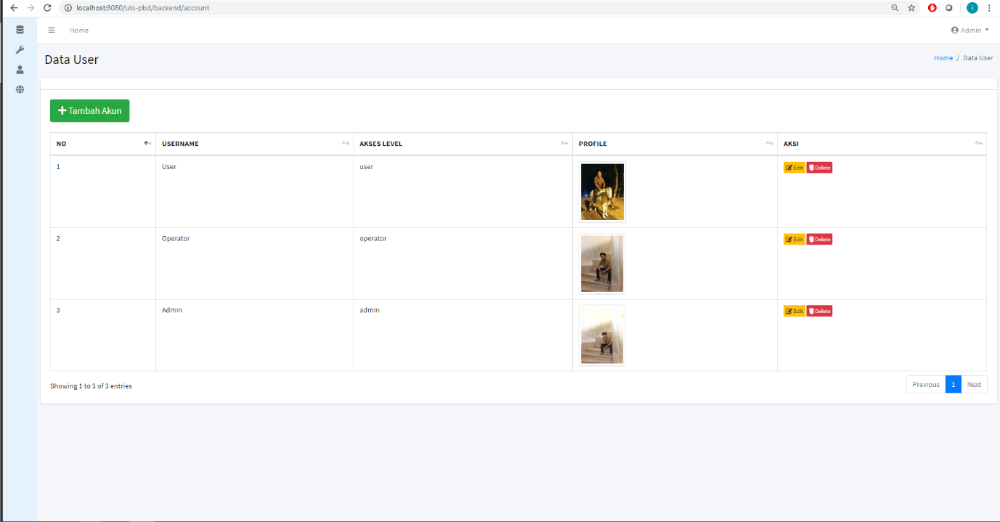 localhost:8080/uts-pbd/backend/account
i
Home
Admin
Data User
Home / Data User
Tambah Akun
NO USERNAME AKSES LEVEL PROFILE AKSI
1 User user Edit Delete
2 Operator operator Edit Delete
3 Admin admin Edit Delete
Showing 1 to 3 of 3 entries
Previous 1 Next